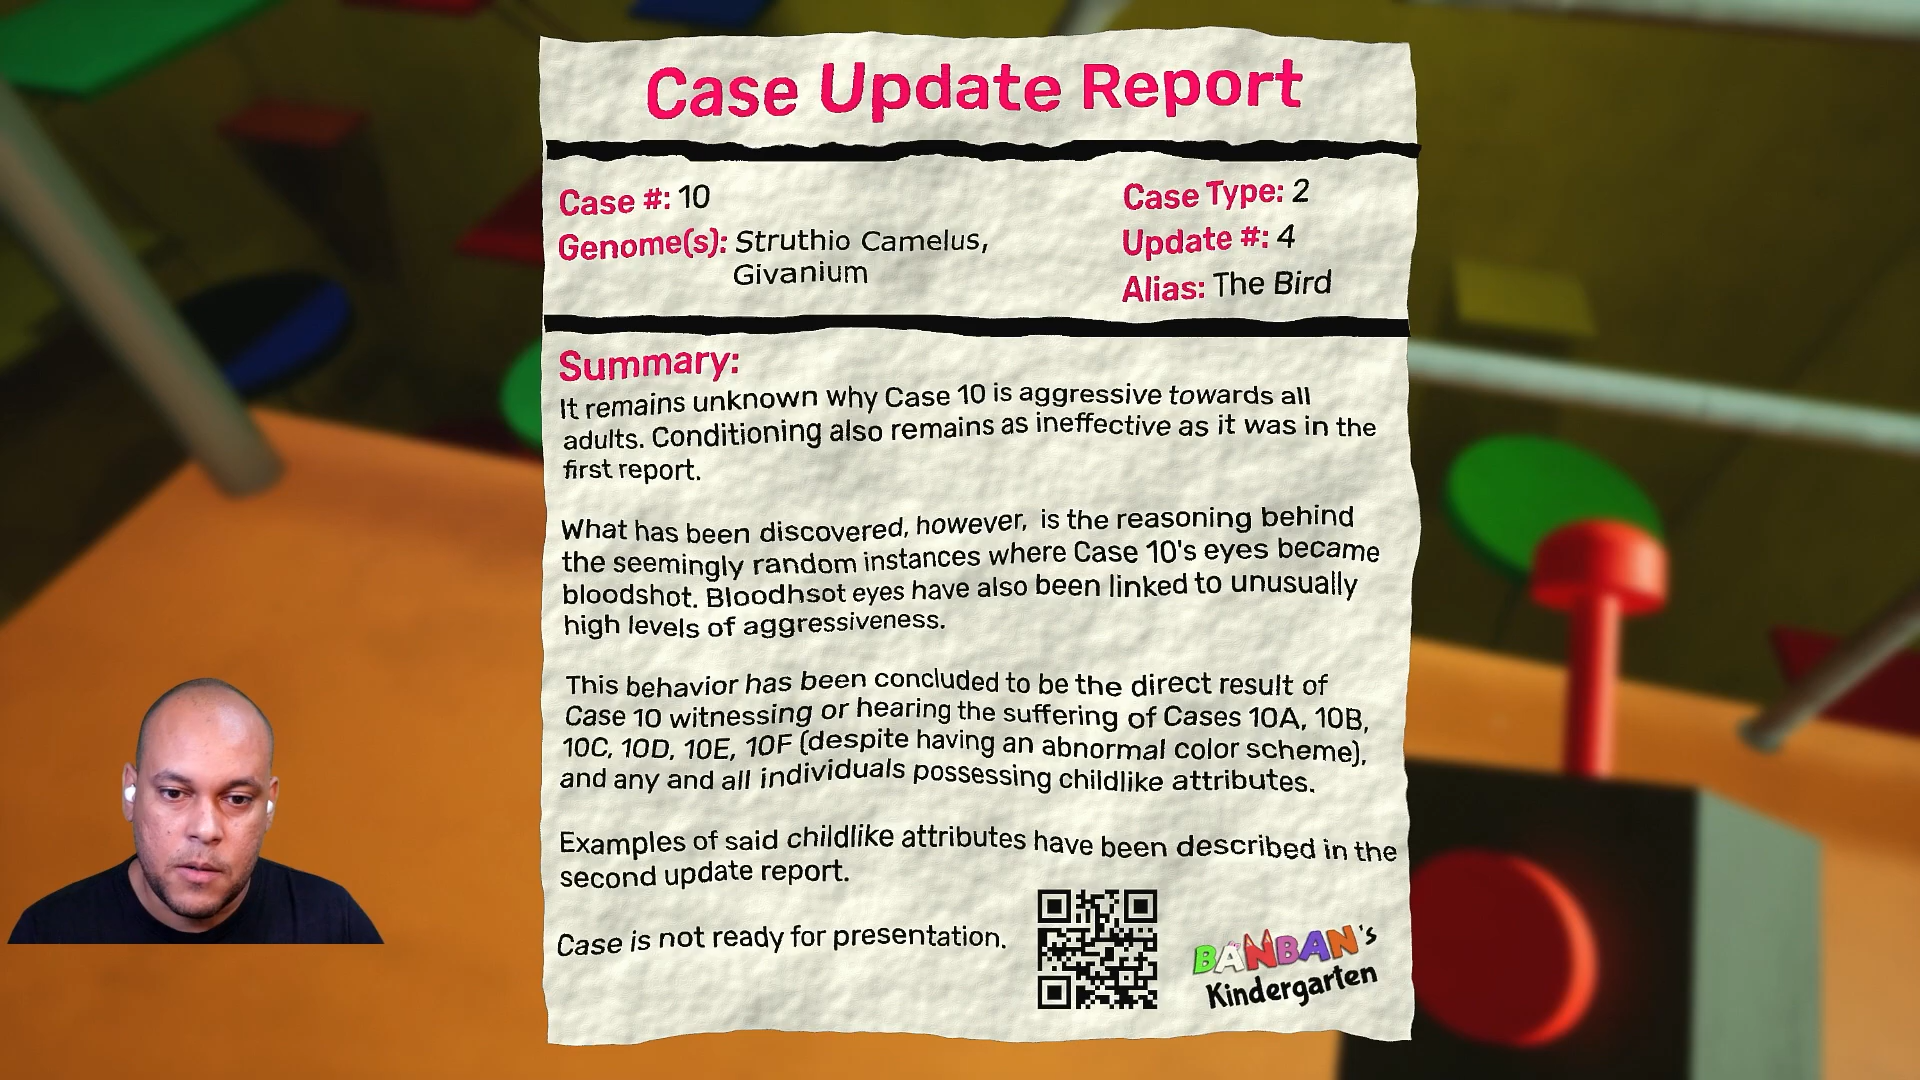 Case Update Report
Case #: 10
Genome(s): Struthio Camelus,
Givanium
Case Type: 2
Update #: 4
Alias: The Bird
Summary:
It remains unknown why Case 10 is aggressive towards all
adults. Conditioning also remains as ineffective as it was in the
first report.
What has been discovered, however, is the reasoning behind
the seemingly random instances where Case 10's eyes became
bloodshot. Bloodhsot eyes have also been linked to unusually
high levels of aggressiveness.
This behavior has been concluded to be the direct result of
Case 10 witnessing or hearing the suffering of Cases 10A, 10B,
10C, 10D, 10E, 10F (despite having an abnormal color scheme),
and any and all individuals possessing childlike attributes.
Examples of said childlike attributes have been described in the
second update report.
Case is not ready for presentation.
BANBAN's
Kindergarten